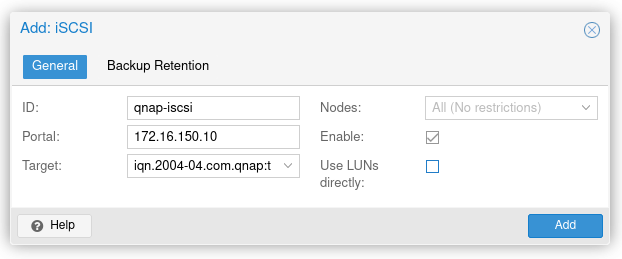 Add: iSCSI
General Backup Retention
ID: qnap-iscsi Nodes: All (No restrictions)
Portal: 172.16.150.10 Enable:
Target: iqn.2004-04.com.qnap:t Use LUNs
directly:
Help Add